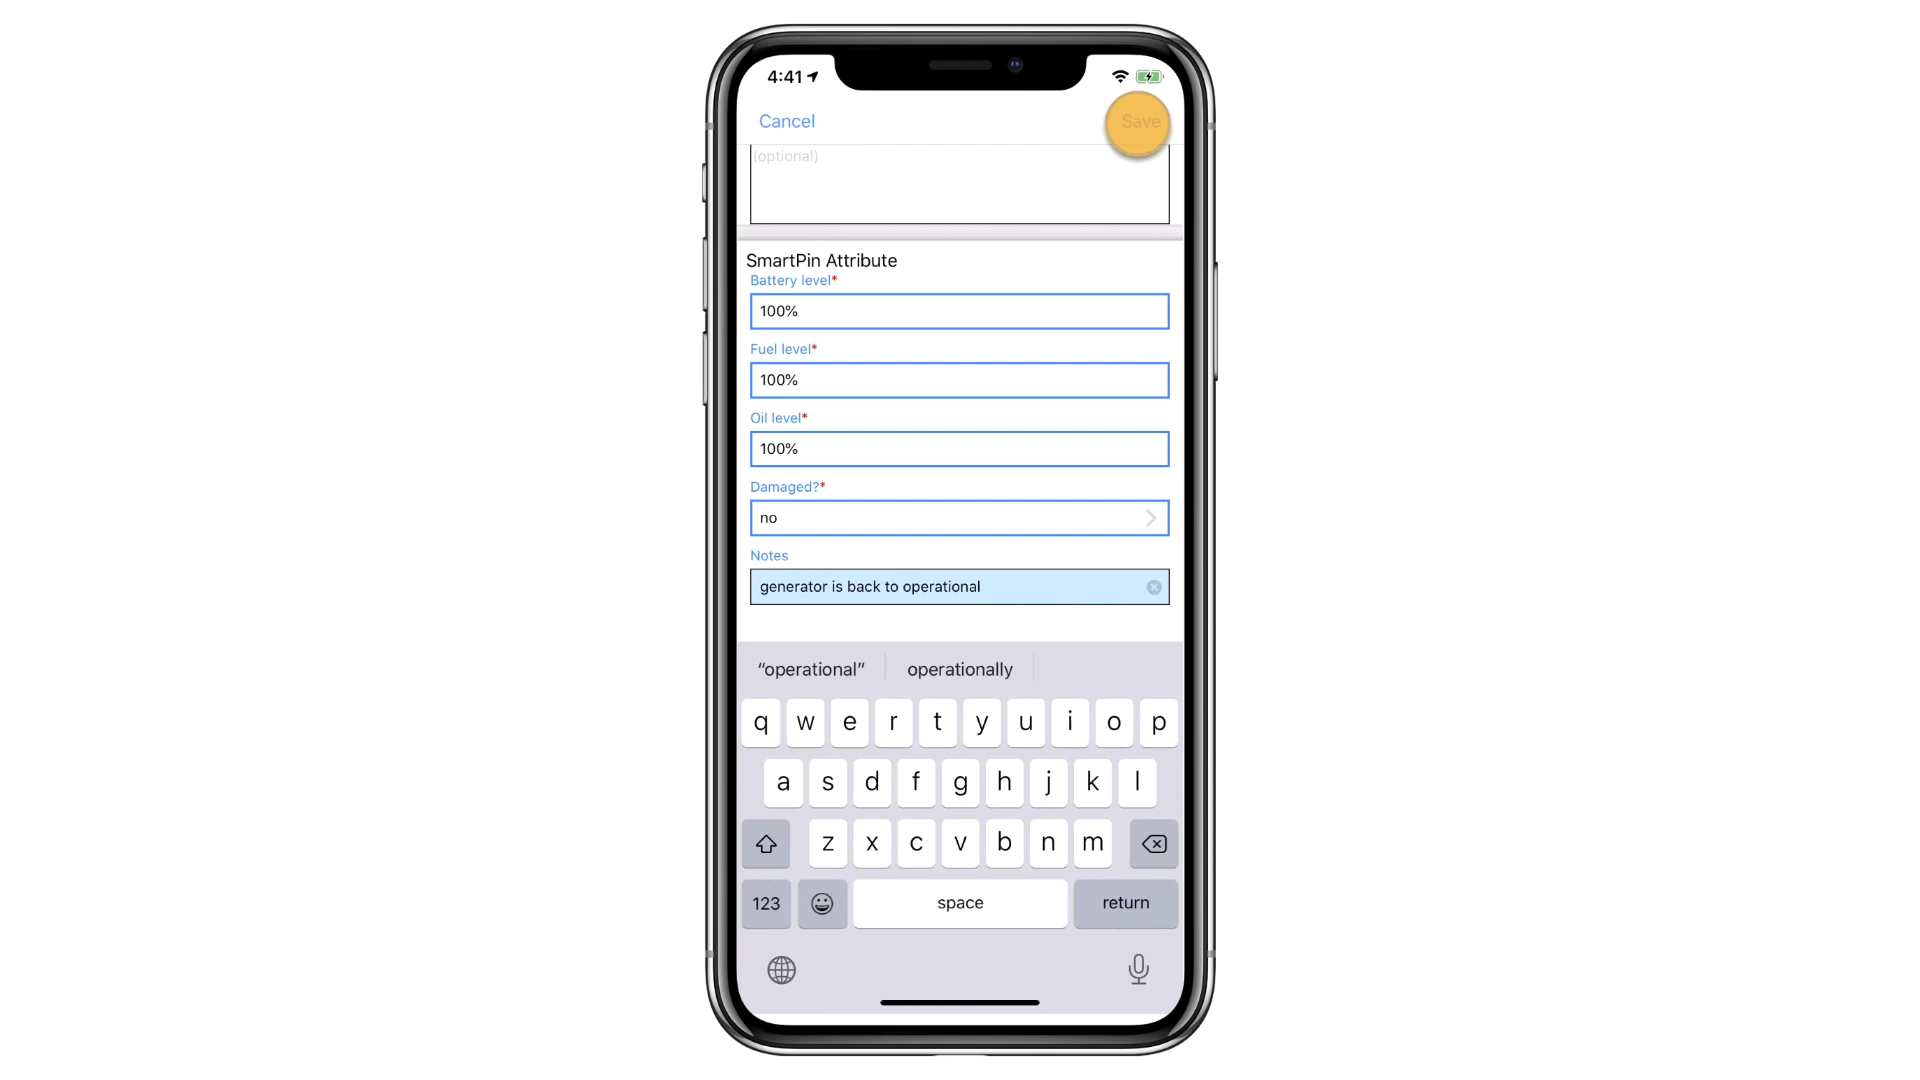 4:41
Cancel
Save
(optional)
SmartPin Attribute
Battery level*
100%
Fuel level*
100%
Oil level*
100%
Damaged?*
no
Notes
generator is back to operational
“operational” operationally
q w e r t y u i o p
a s d f g h j k l
z x c v b n m
123 space return